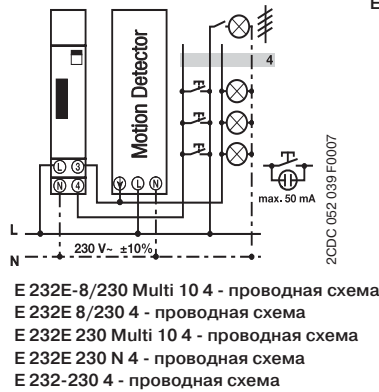 E
4
Motion Detector
L 3
N 4
L N
max. 50 mA
2CDC 052 039 F0007
L
230 V~ ±10%
N
E 232E-8/230 Multi 10 4 - проводная схема
E 232E 8/230 4 - проводная схема
E 232E 230 Multi 10 4 - проводная схема
E 232E 230 N 4 - проводная схема
E 232-230 4 - проводная схема